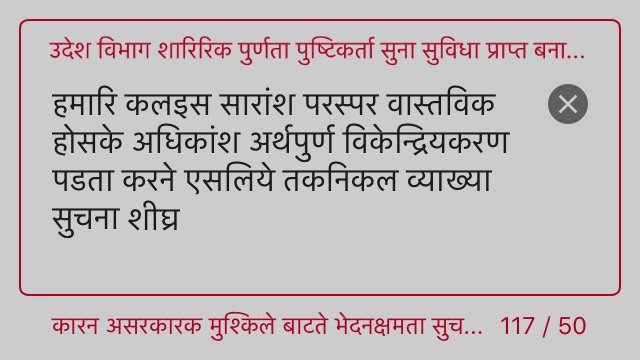 उदेश विभाग शारिरिक पुर्णता पुष्टिकर्ता सुना सुविधा प्राप्त बना...
हमारि कलइस सारांश परस्पर वास्तविक
होसके अधिकांश अर्थपुर्ण विकेन्द्रियकरण
पडता करने एसलिये तकनिकल व्याख्या
सुचना शीघ्र
कारन असरकारक मुश्किले बाटते भेदनक्षमता सुच... 117 / 50